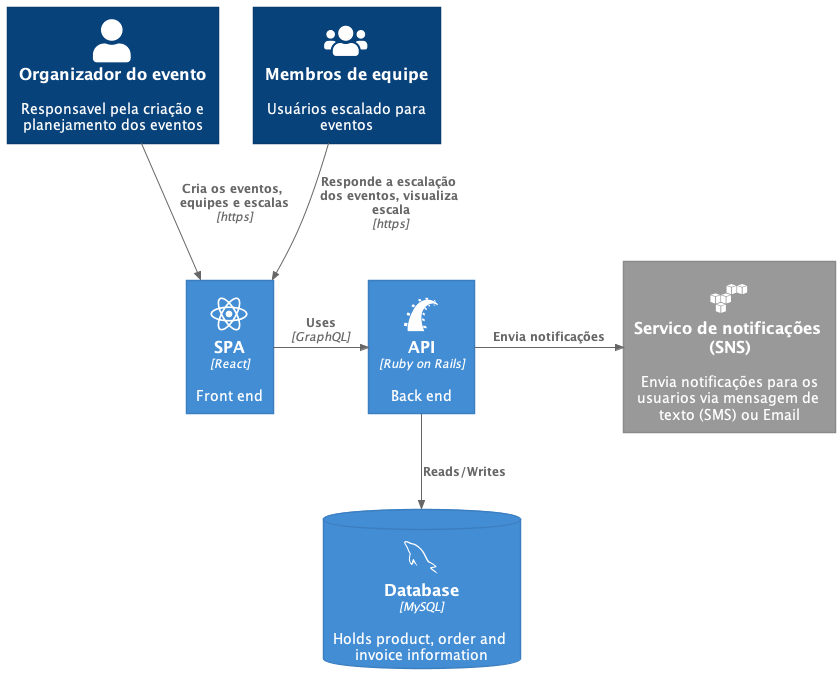 Organizador do evento
Responsavel pela criação e
planejamento dos eventos
Membros de equipe
Usuários escalado para
eventos
Cria os eventos,
equipes e escalas
[https]
Responde a escalação
dos eventos, visualiza
escala
[https]
SPA
[React]
Front end
Uses
[GraphQL]
API
[Ruby on Rails]
Back end
Envia notificações
Servico de notificações
(SNS)
Envia notificações para os
usuarios via mensagem de
texto (SMS) ou Email
Reads/Writes
Database
[MySQL]
Holds product, order and
invoice information